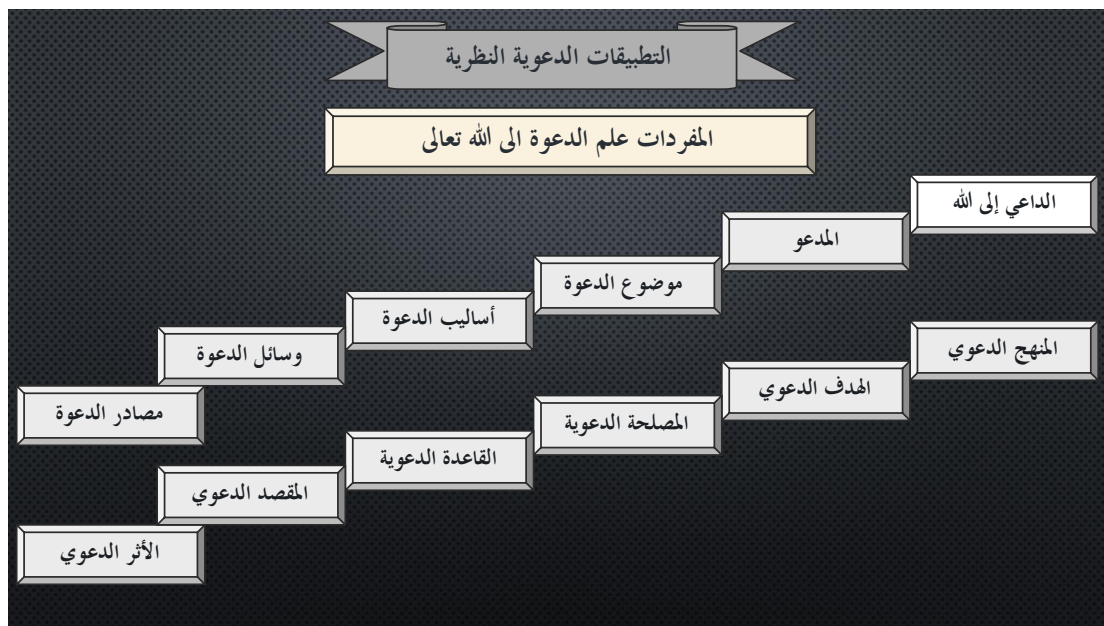 التطبيقات الدعوية النظرية
المفردات علم الدعوة الى الله تعالى
الداعي إلى الله
المدعو
موضوع الدعوة
أساليب الدعوة
وسائل الدعوة
مصادر الدعوة
المنهج الدعوي
الهدف الدعوي
المصلحة الدعوية
القاعدة الدعوية
المقصد الدعوي
الأثر الدعوي